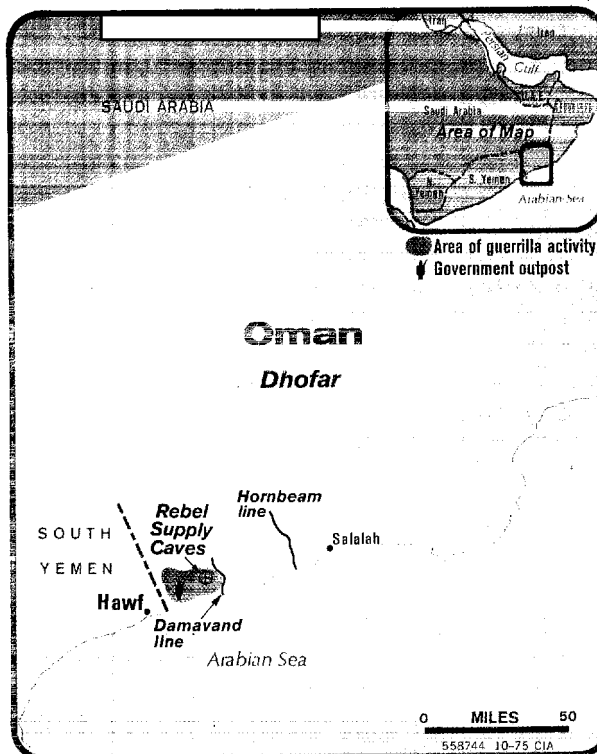 SAUDI ARABIA
Iran
Iran
Persian Gulf
U.A.E.
Saudi Arabia
Area of Map
N. Yemen
S. Yemen
Arabian Sea
Area of guerrilla activity
Government outpost
Oman
Dhofar
Hornbeam
line
Rebel
Supply
Caves
Salalah
SOUTH
YEMEN
Hawf
Damavand
line
Arabian Sea
0 MILES 50
558744 10-75 CIA